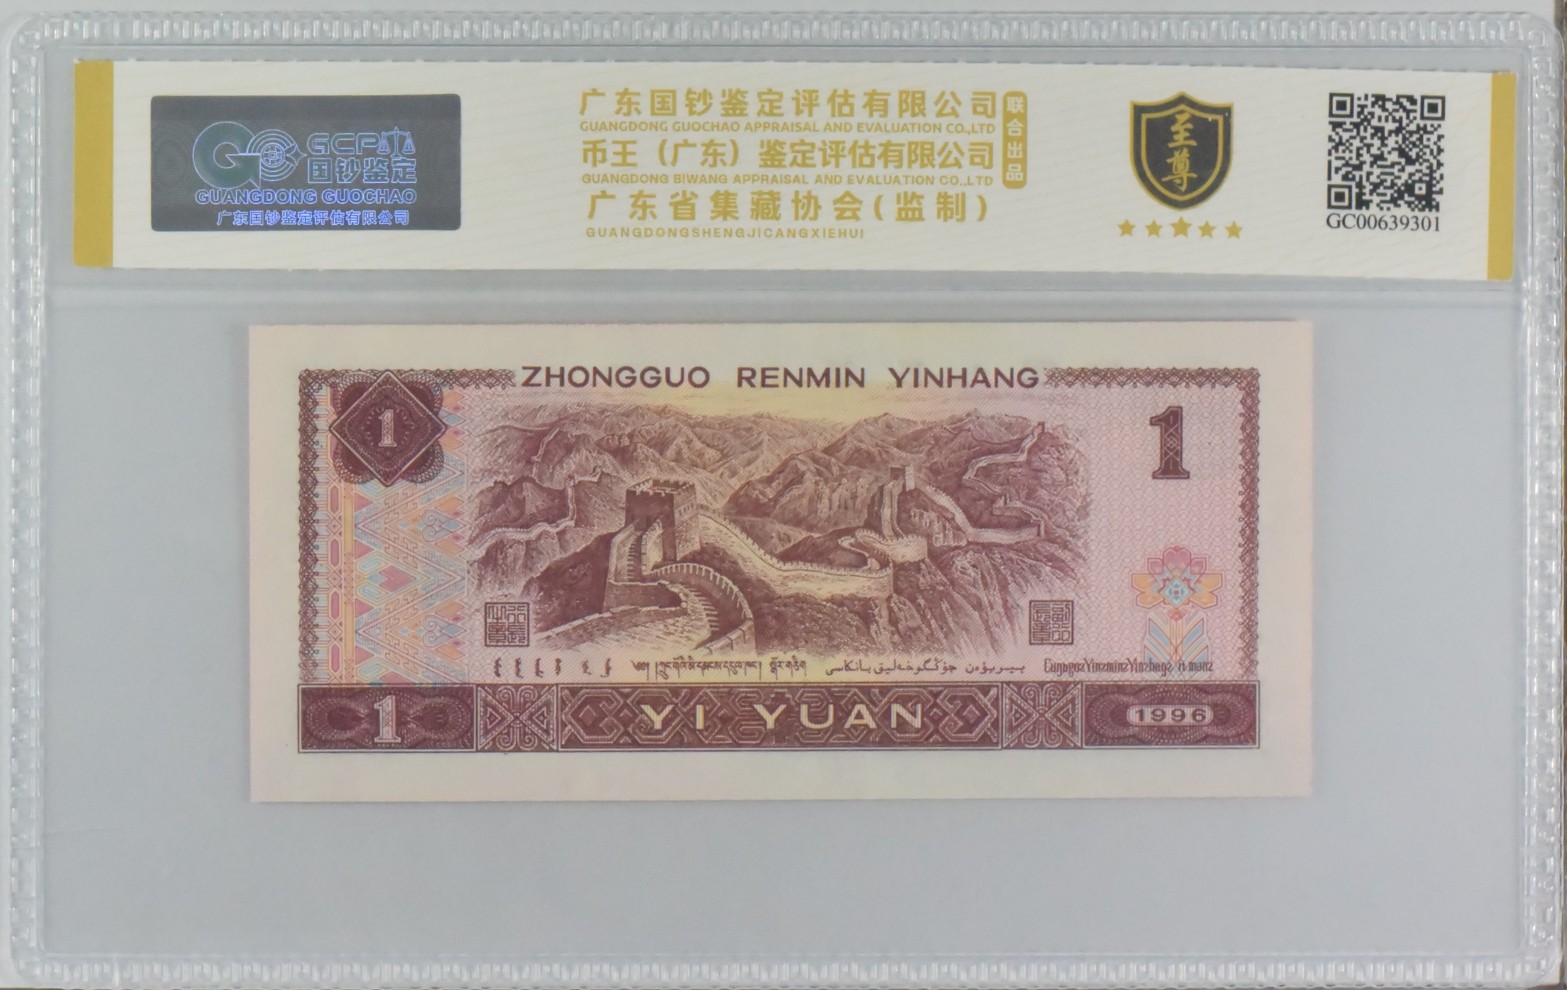 GCP
国钞鉴定
GUANGDONG GUOCHAO
广东国钞鉴定评估有限公司
广东国钞鉴定评估有限公司
GUANGDONG GUOCHAO APPRAISAL AND EVALUATION CO.,LTD
币王（广东）鉴定评估有限公司
GUANGDONG BIWANG APPRAISAL AND EVALUATION CO.,LTD
广东省集藏协会(监制)
GUANGDONGSHENGJICANGXIEHUI
联合出品
至尊
GC00639301
ZHONGGUO RENMIN YINHANG
1
1
1
YI YUAN
1996